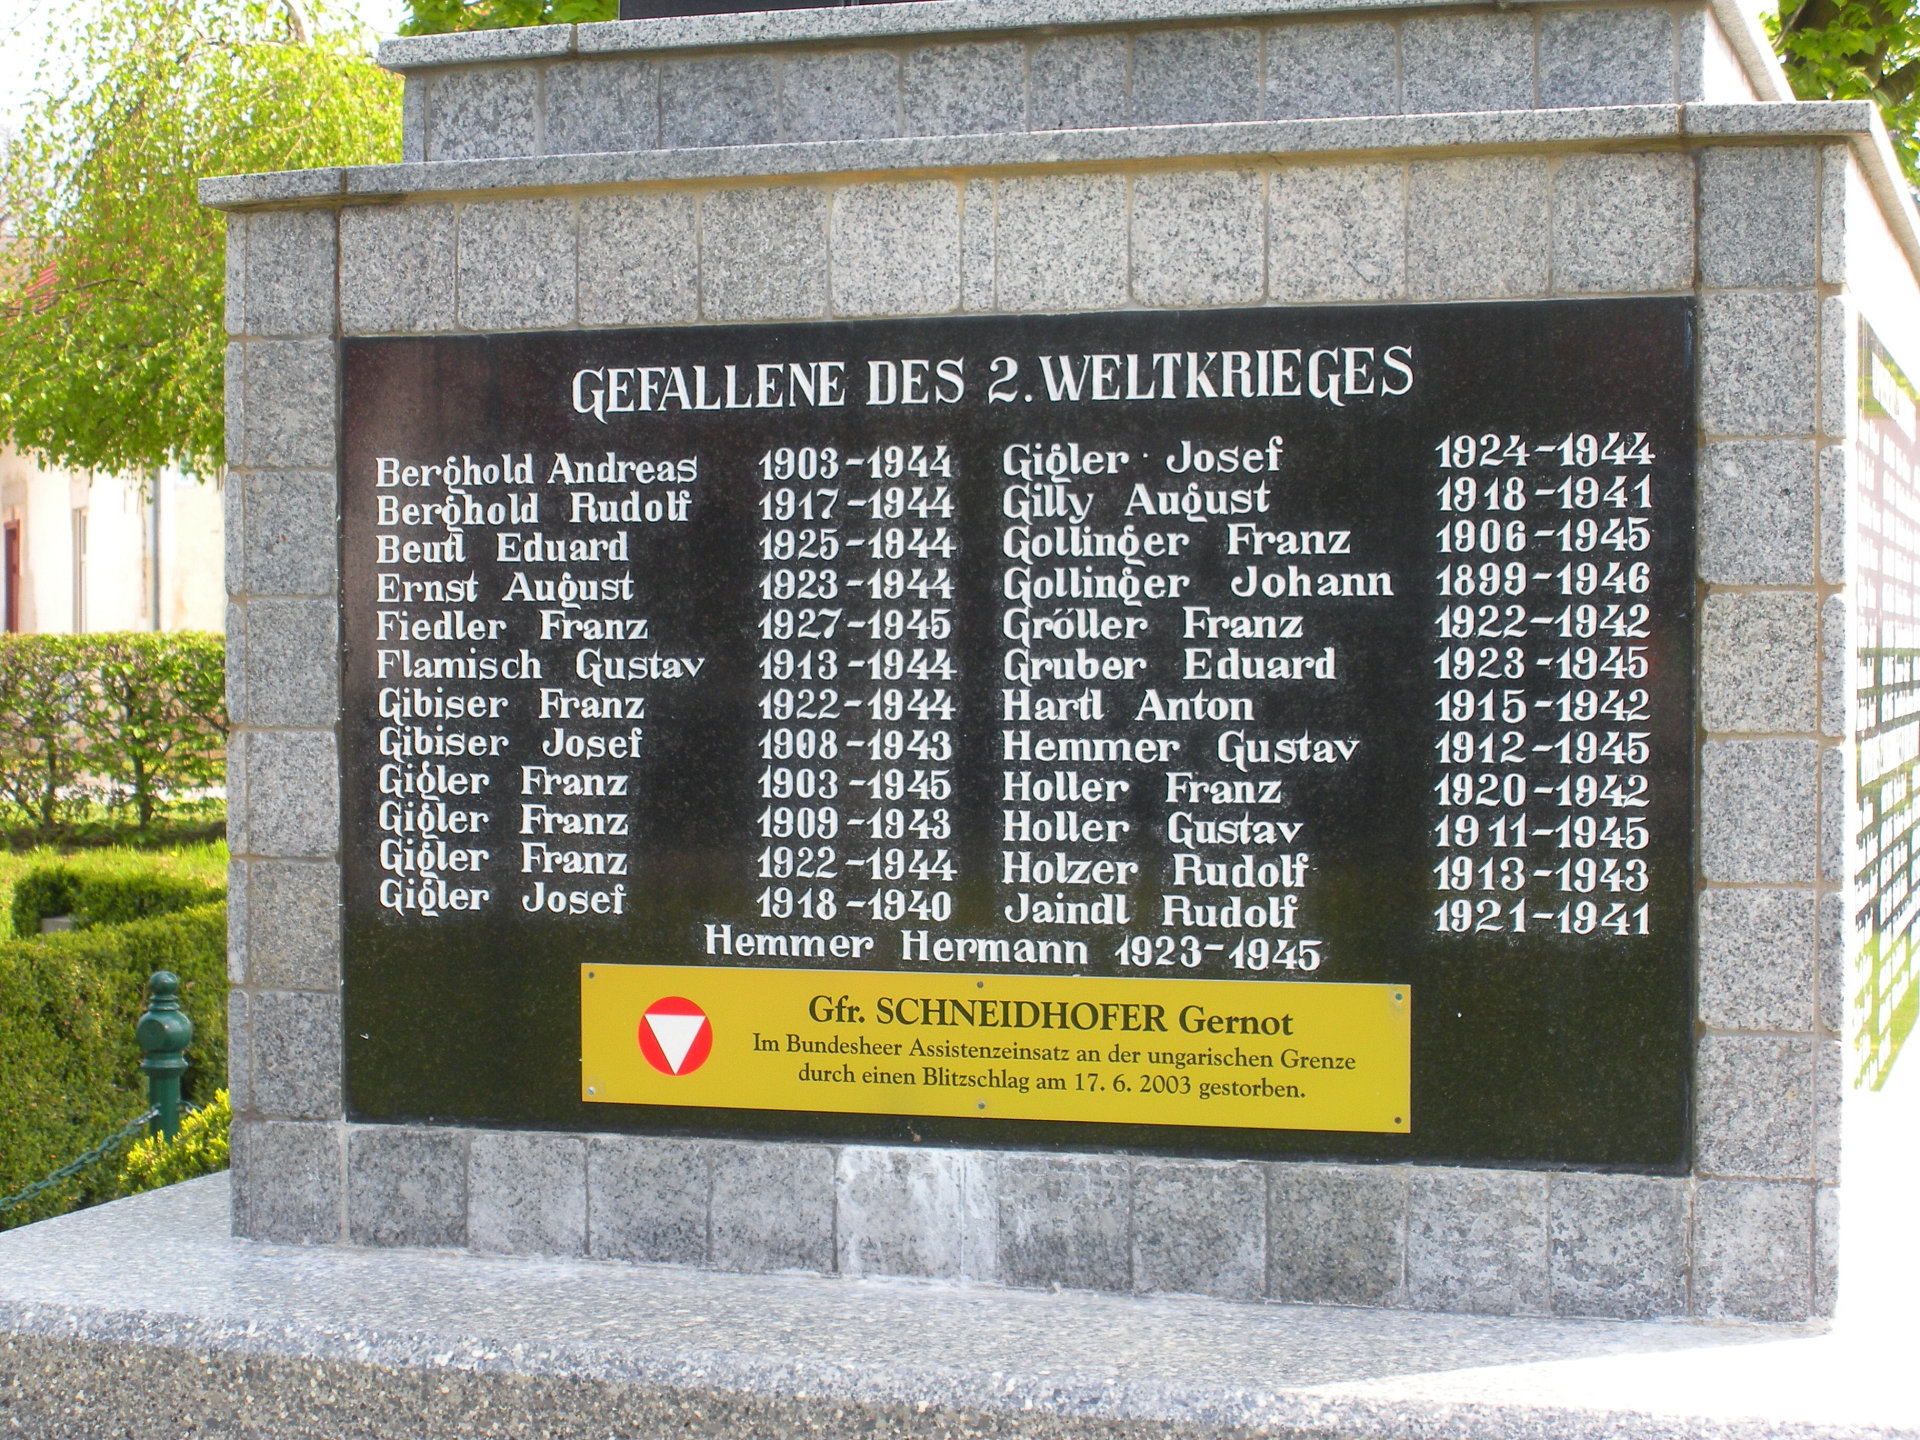 GEFALLENE DES 2. WELTKRIEGES
Berghold Andreas 1903-1944
Berghold Rudolf 1917-1944
Beutl Eduard 1925-1944
Ernst August 1923-1944
Fiedler Franz 1927-1945
Flamisch Gustav 1913-1944
Gibiser Franz 1922-1944
Gibiser Josef 1908-1943
Gigler Franz 1903-1945
Gigler Franz 1909-1943
Gigler Franz 1922-1944
Gigler Josef 1918-1940
Gigler Josef 1924-1944
Gilly August 1918-1941
Gollinger Franz 1906-1945
Gollinger Johann 1899-1946
Gröller Franz 1922-1942
Gruber Eduard 1923-1945
Hartl Anton 1915-1942
Hemmer Gustav 1912-1945
Holler Franz 1920-1942
Holler Gustav 1911-1945
Holzer Rudolf 1913-1943
Jaindl Rudolf 1921-1941
Hemmer Hermann 1923-1945
Gfr. SCHNEIDHOFER Gernot
Im Bundesheer Assistenzeinsatz an der ungarischen Grenze
durch einen Blitzschlag am 17. 6. 2003 gestorben.